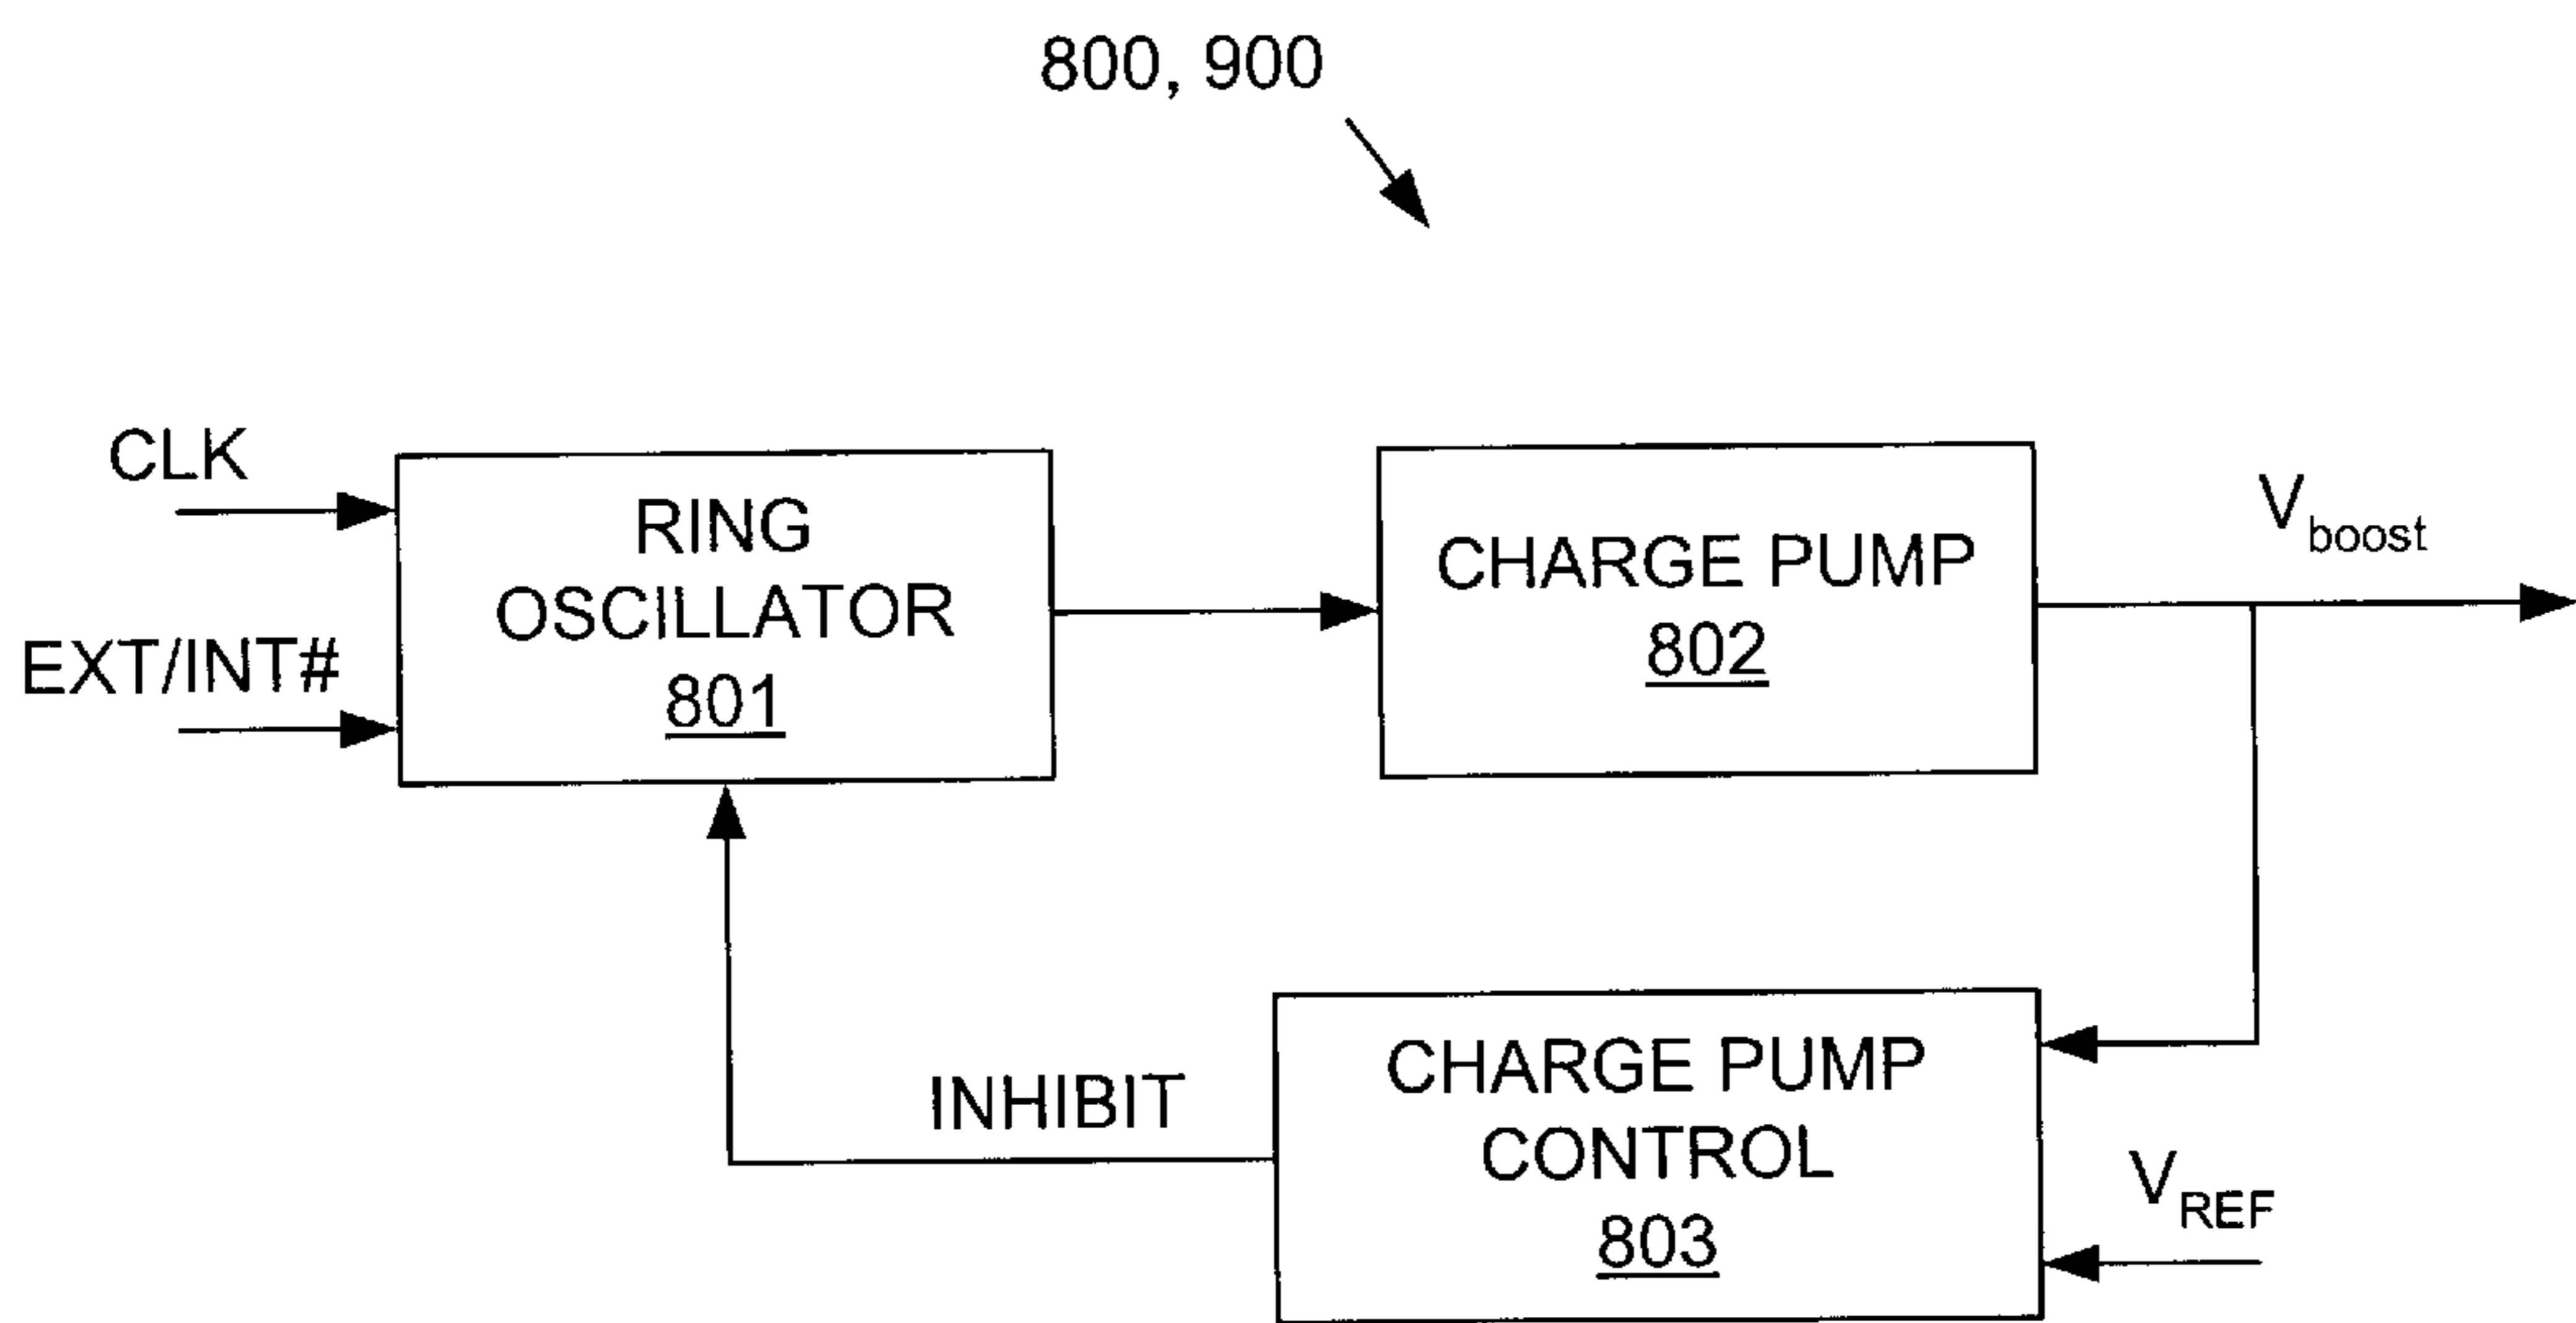 800, 900
CLK
EXT/INT#
RING
OSCILLATOR
801
CHARGE PUMP
802
Vboost
INHIBIT
CHARGE PUMP
CONTROL
803
VREF